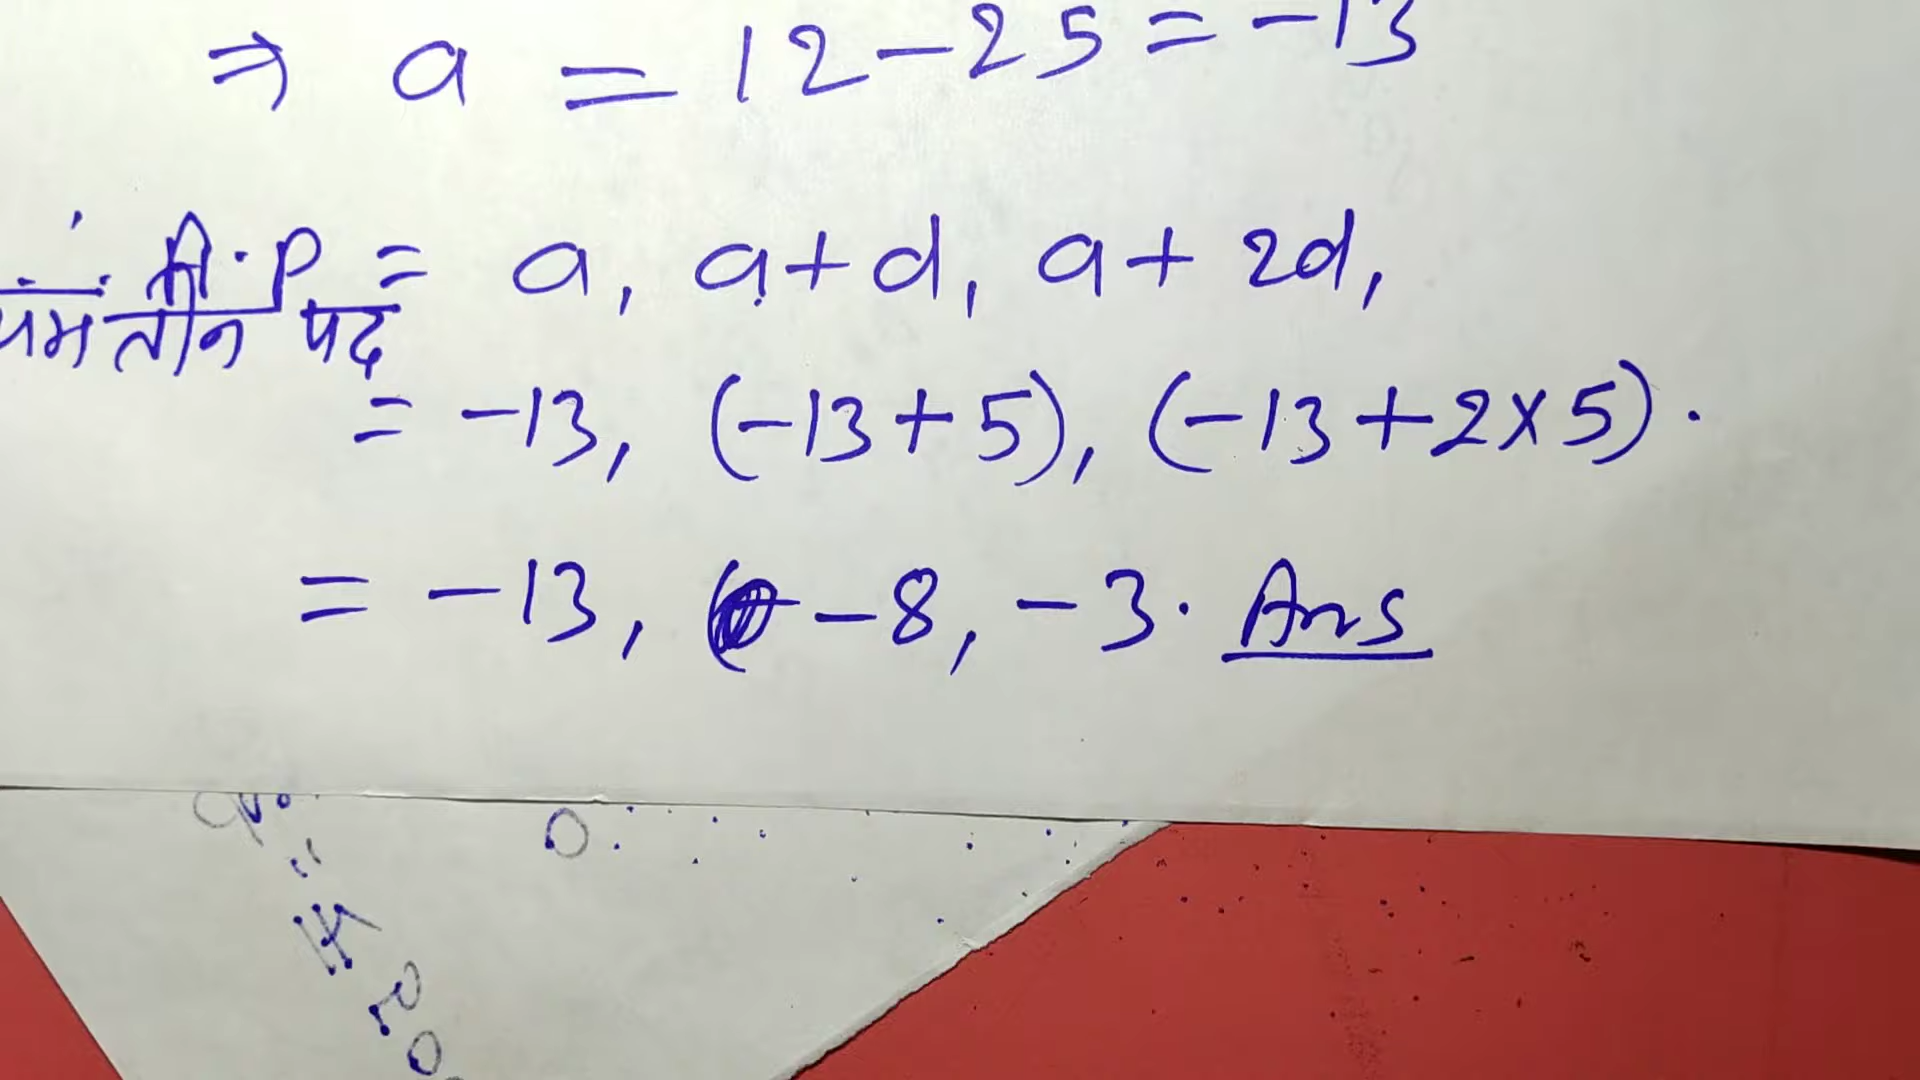 ⇒ a = 12 - 25 = -13
∴ A.P = a, a+d, a+2d,
तीन पद
= -13, (-13+5), (-13+2×5).
= -13, -8, -3. Ans